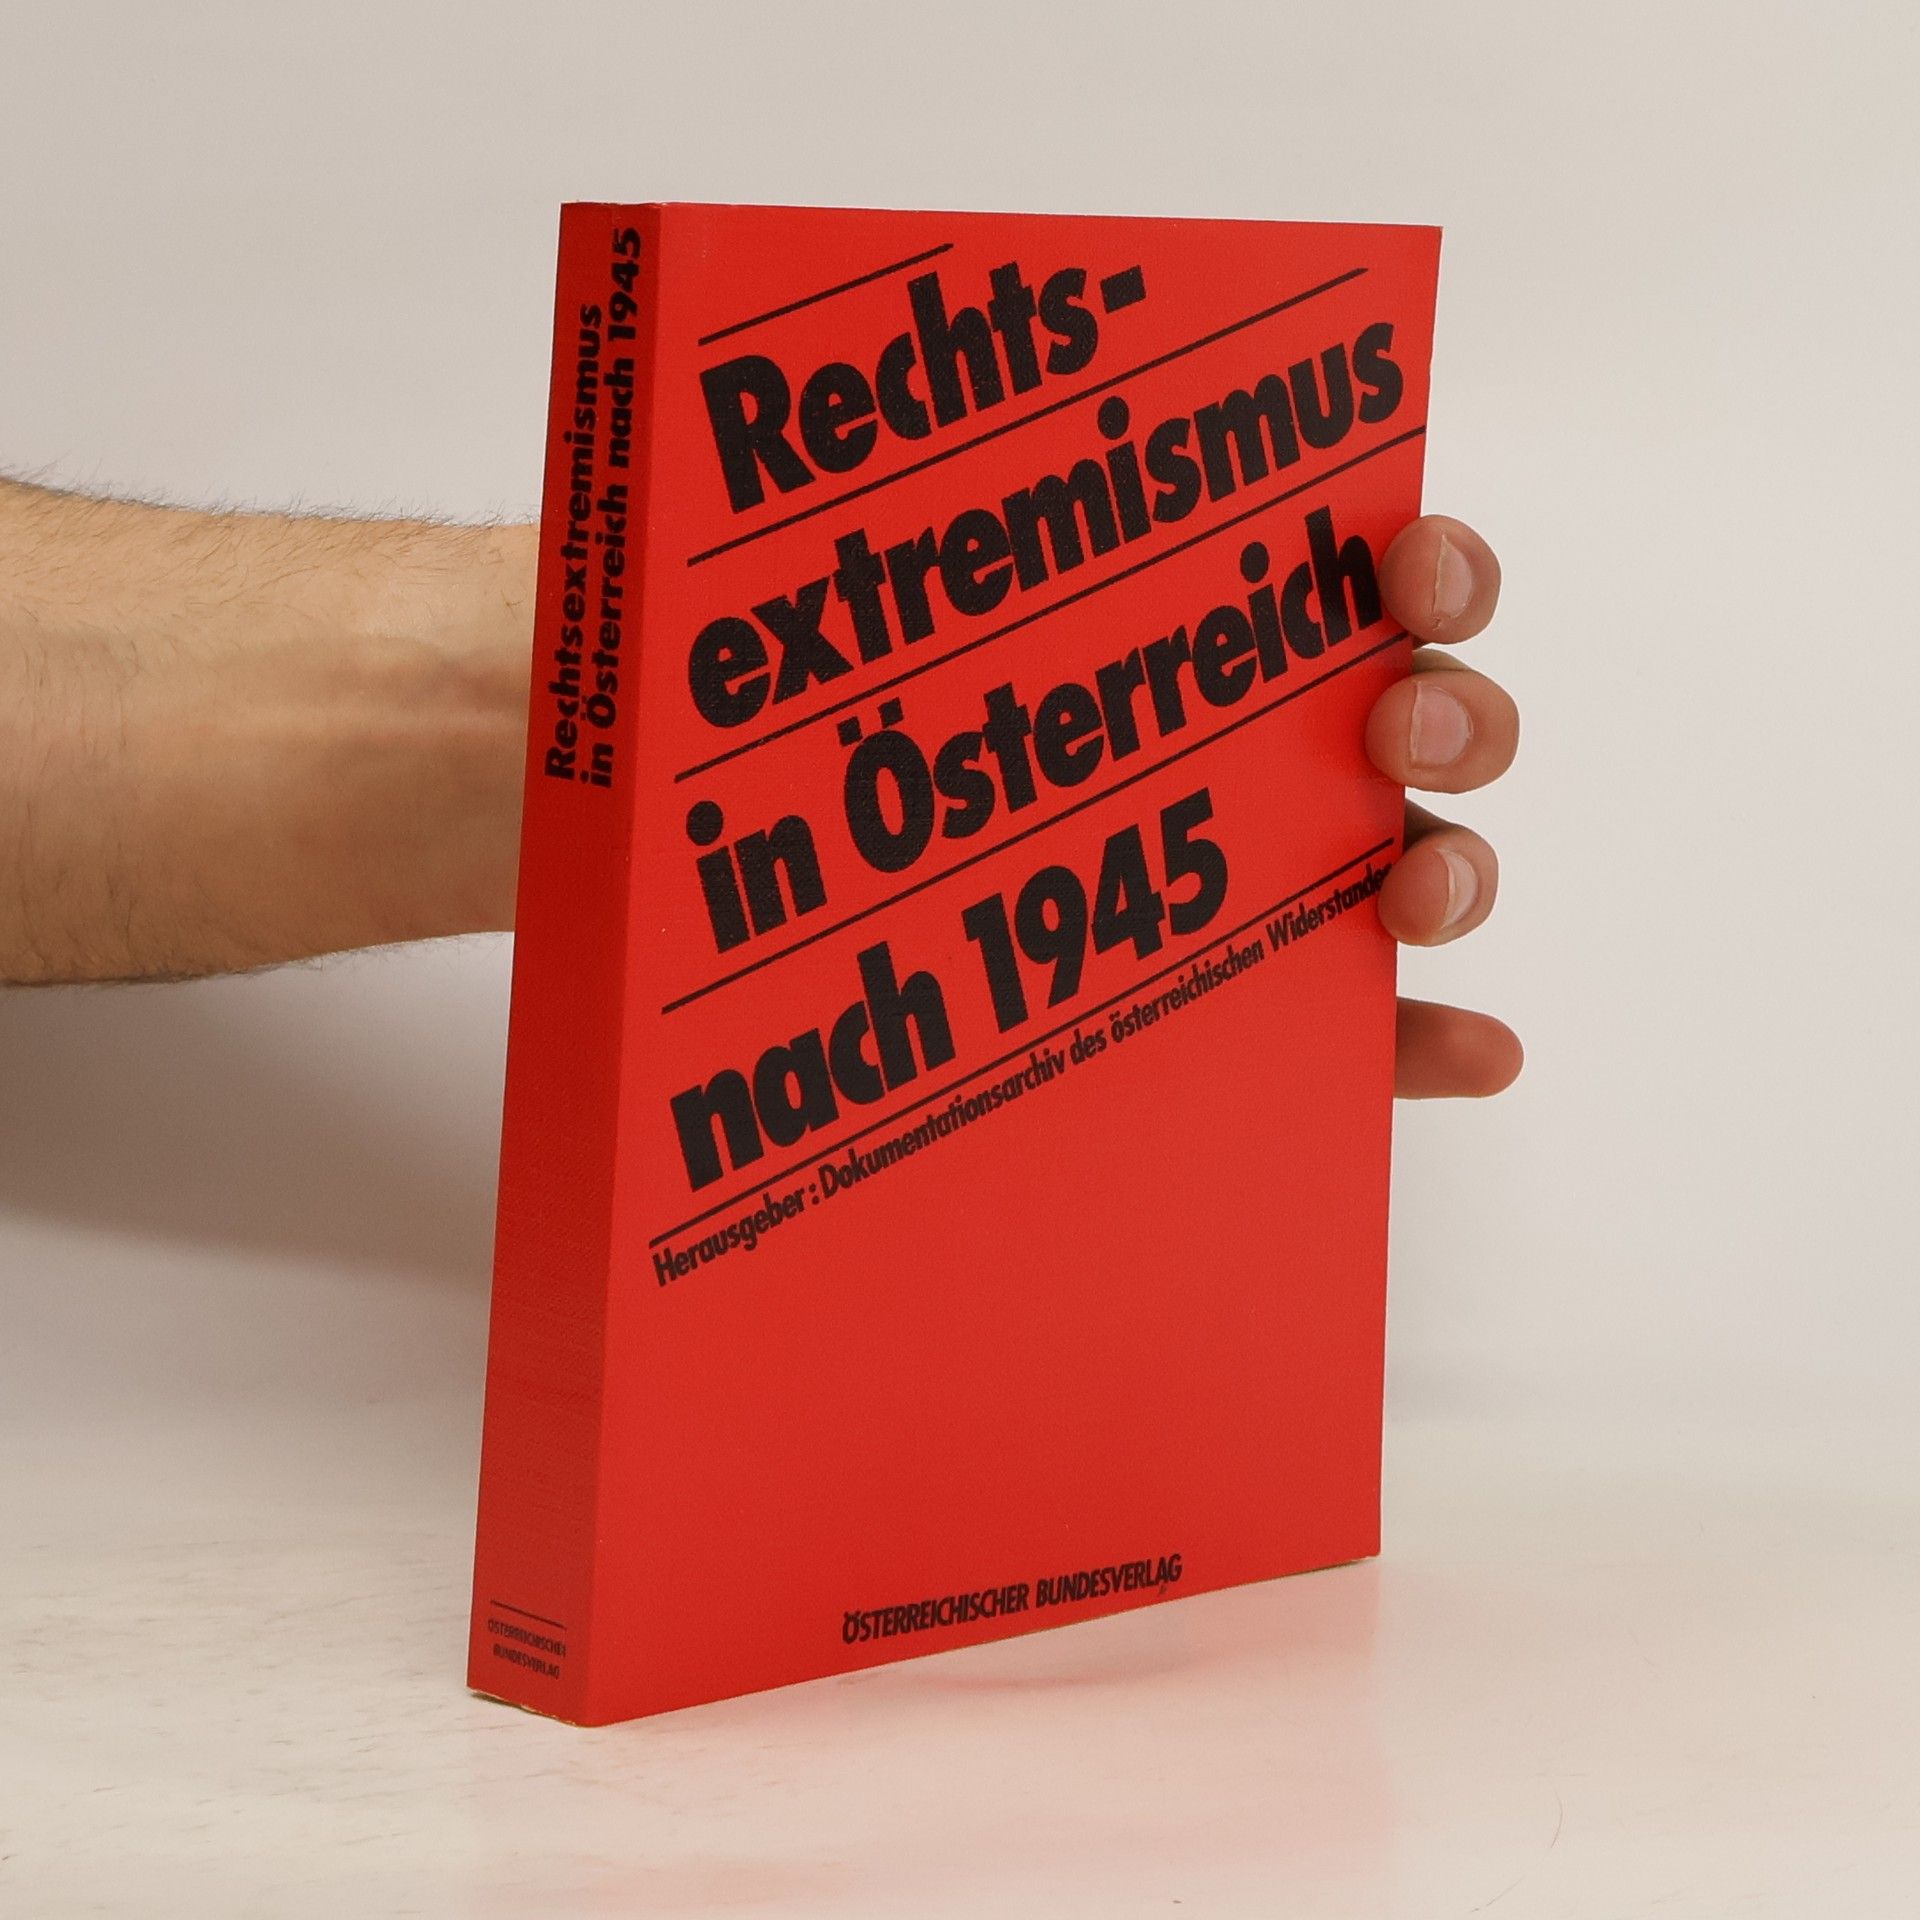 Rechtsextremismus
in Österreich nach 1945
ÖSTERREICHISCHER
BUNDESVERLAG
Rechts-
extremismus
in Österreich
nach 1945
Herausgeber: Dokumentationsarchiv des österreichischen Widerstandes
ÖSTERREICHISCHER BUNDESVERLAG